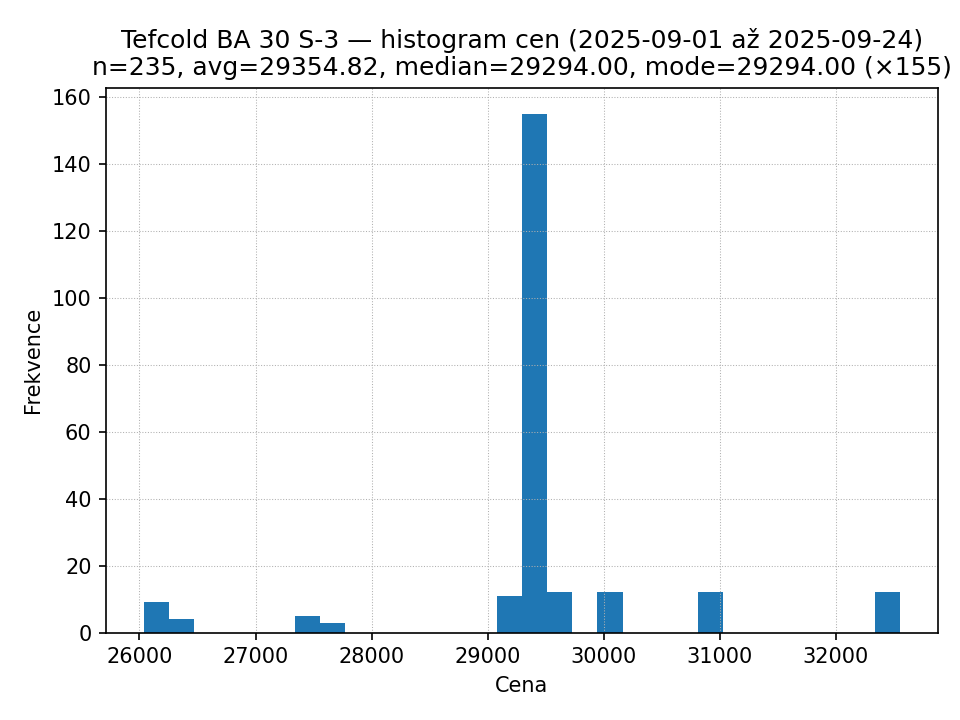 Tefcold BA 30 S-3 — histogram cen (2025-09-01 až 2025-09-24)
n=235, avg=29354.82, median=29294.00, mode=29294.00 (×155)
160
140
120
100
80
60
40
20
0
Frekvence
26000 27000 28000 29000 30000 31000 32000
Cena